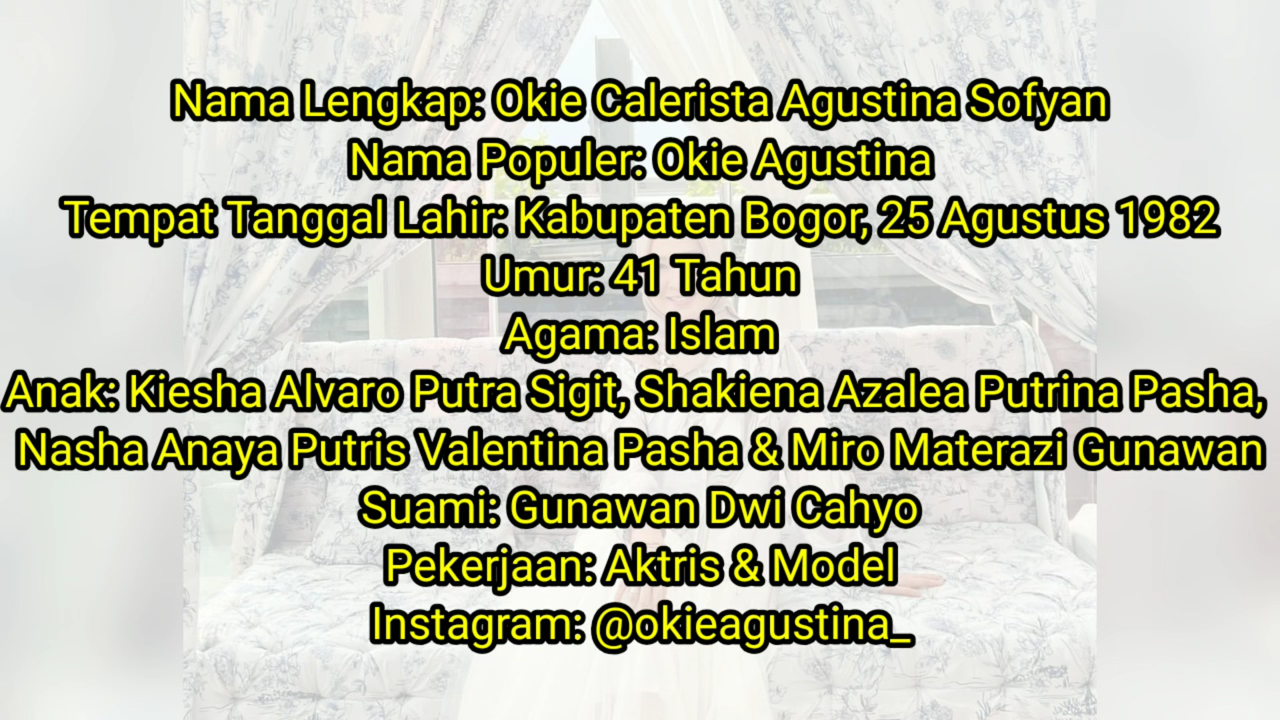 Nama Lengkap: Okie Calerista Agustina Sofyan
Nama Populer: Okie Agustina
Tempat Tanggal Lahir: Kabupaten Bogor, 25 Agustus 1982
Umur: 41 Tahun
Agama: Islam
Anak: Kiesha Alvaro Putra Sigit, Shakiena Azalea Putrina Pasha,
Nasha Anaya Putris Valentina Pasha & Miro Materazi Gunawan
Suami: Gunawan Dwi Cahyo
Pekerjaan: Aktris & Model
Instagram: @okieagustina_